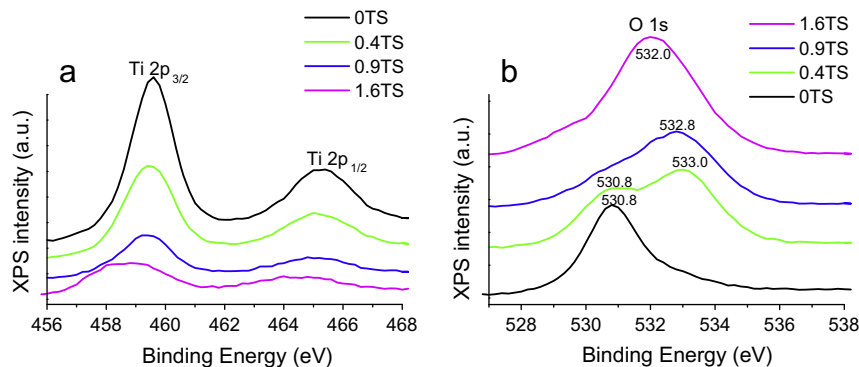 a
Ti 2p3/2
Ti 2p1/2
0TS
0.4TS
0.9TS
1.6TS
XPS intensity (a.u.)
456 458 460 462 464 466 468
Binding Energy (eV)
b
O 1s
532.0
532.8
533.0
530.8
530.8
1.6TS
0.9TS
0.4TS
0TS
XPS intensity (a.u.)
528 530 532 534 536 538
Binding Energy (eV)